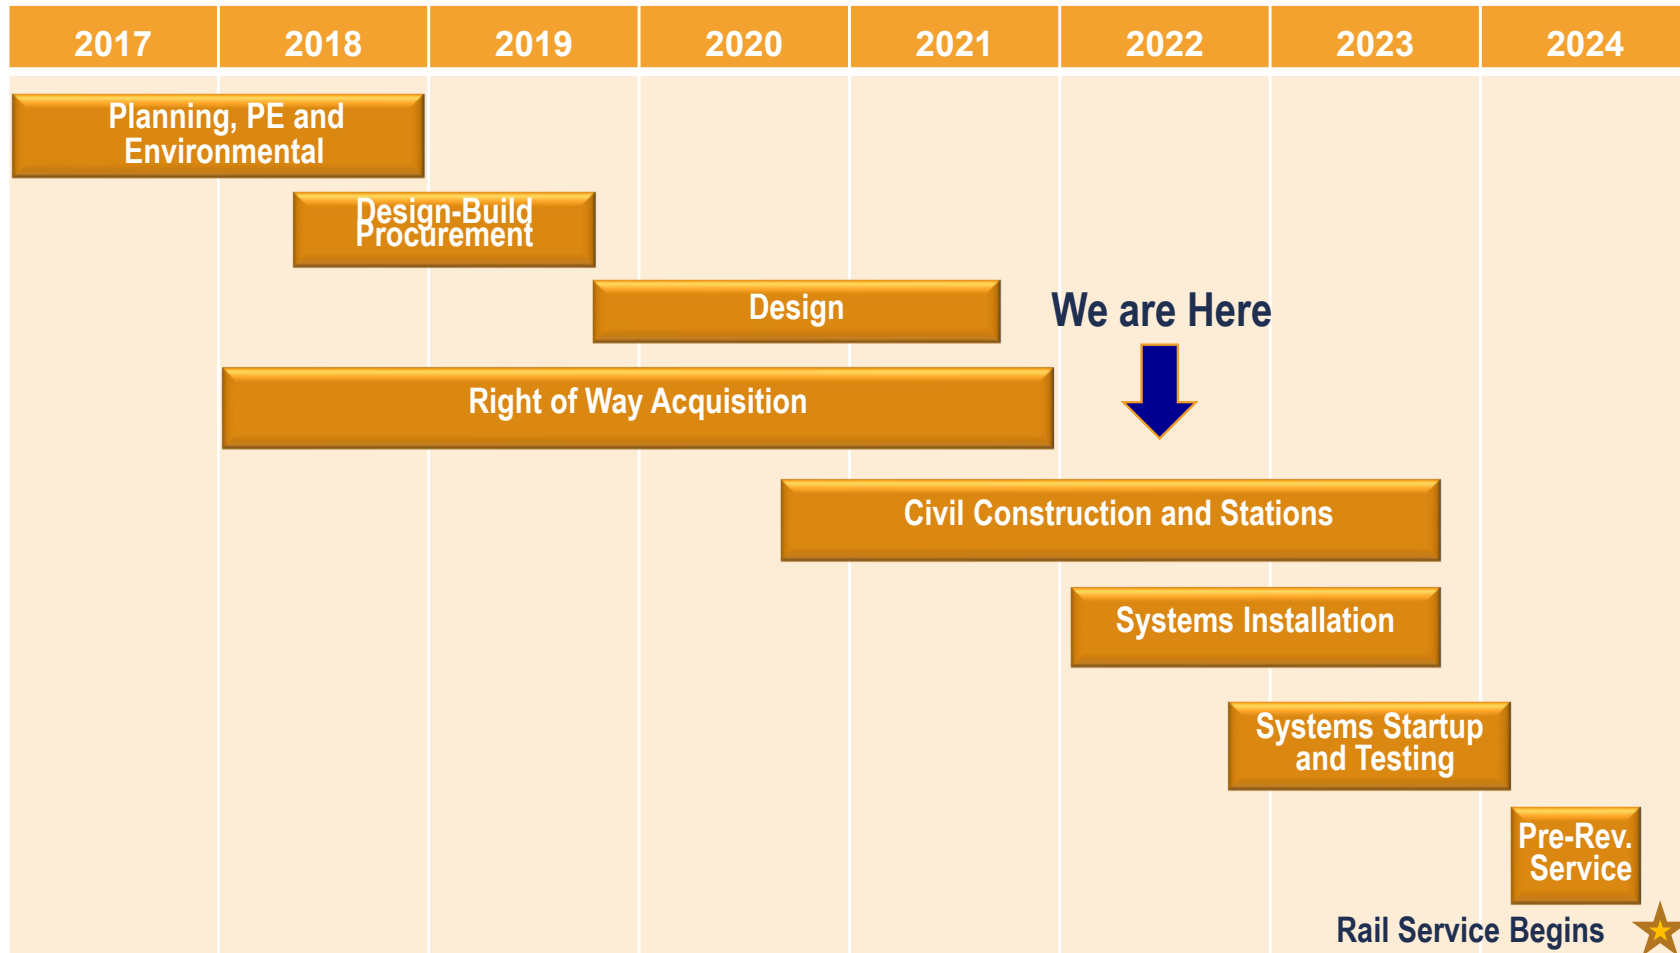 2017 2018 2019 2020 2021 2022 2023 2024
Planning, PE and
Environmental
Design-Build
Procurement
Design
We are Here
Right of Way Acquisition
Civil Construction and Stations
Systems Installation
Systems Startup
and Testing
Pre-Rev.
Service
Rail Service Begins